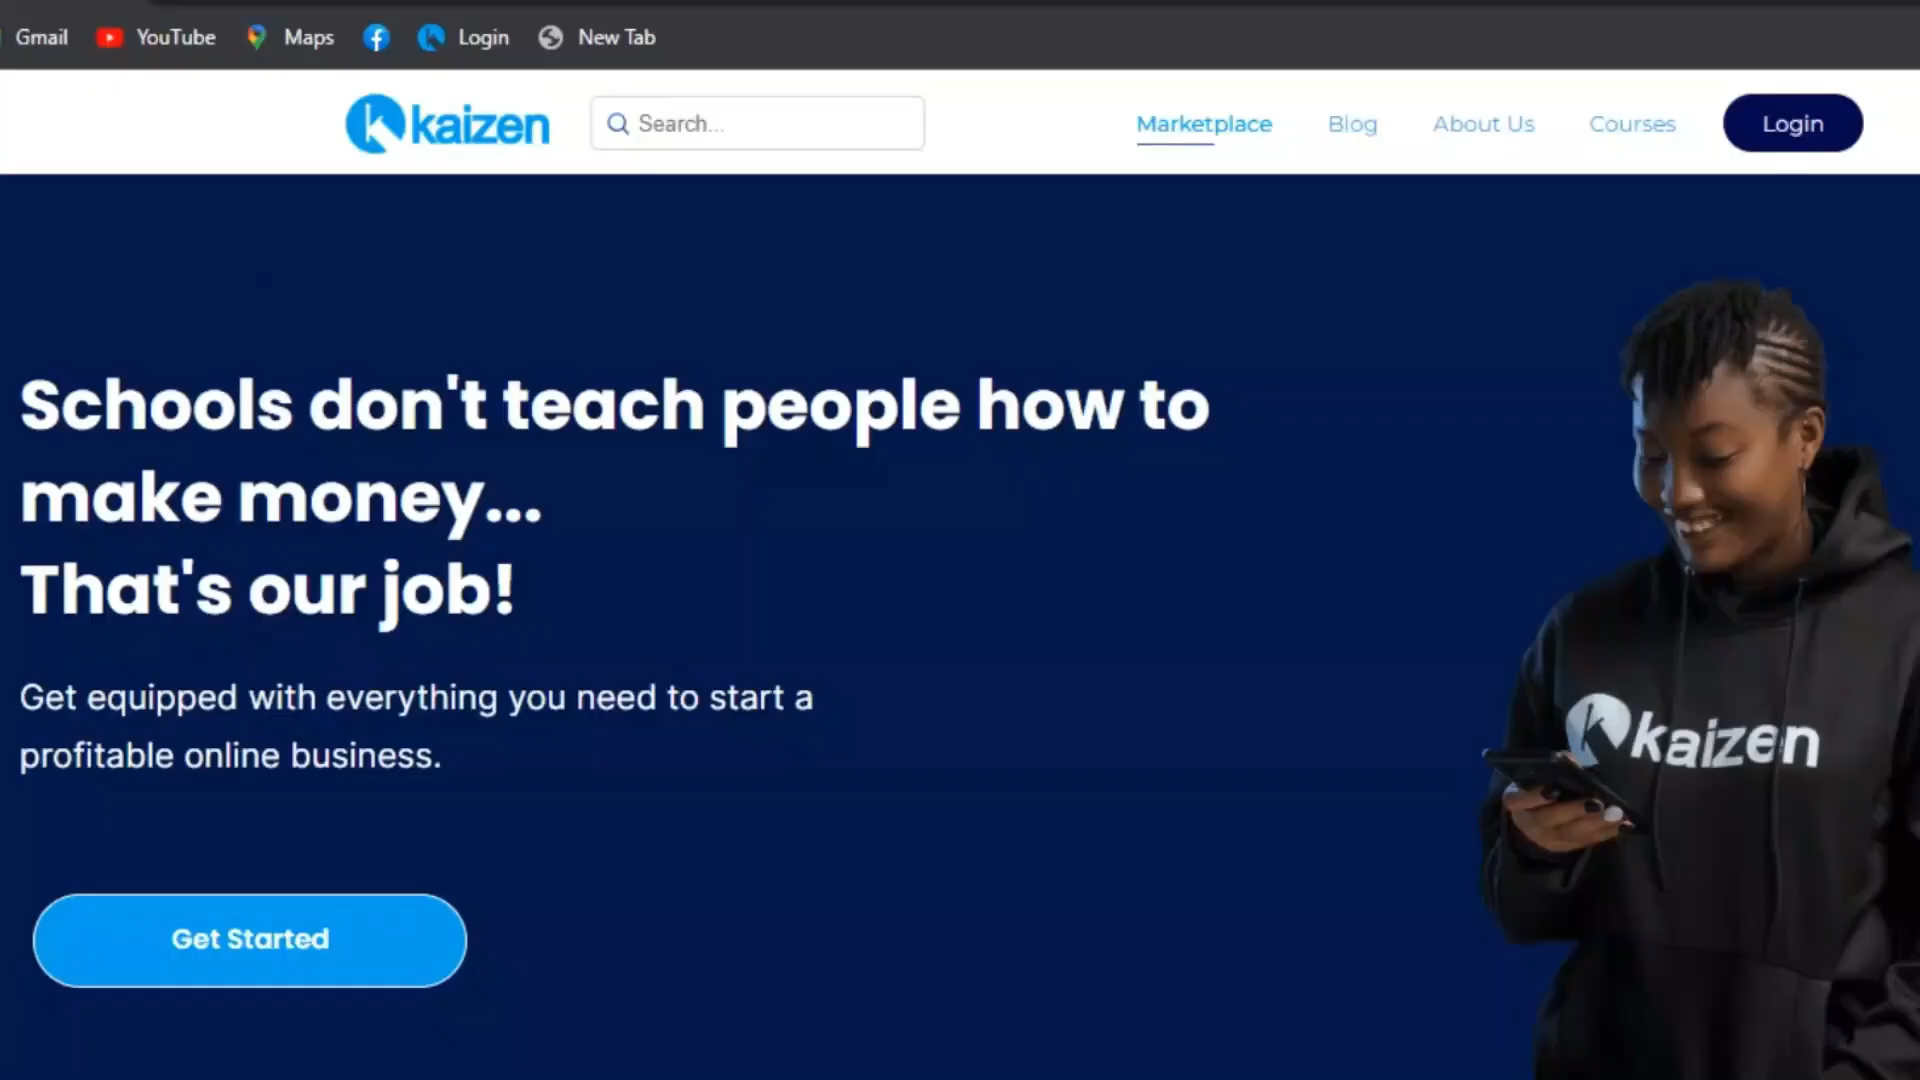 Gmail YouTube Maps Login New Tab
kaizen Search... Marketplace Blog About Us Courses Login
Schools don't teach people how to
make money...
That's our job!
Get equipped with everything you need to start a
profitable online business.
kaizen
Get Started